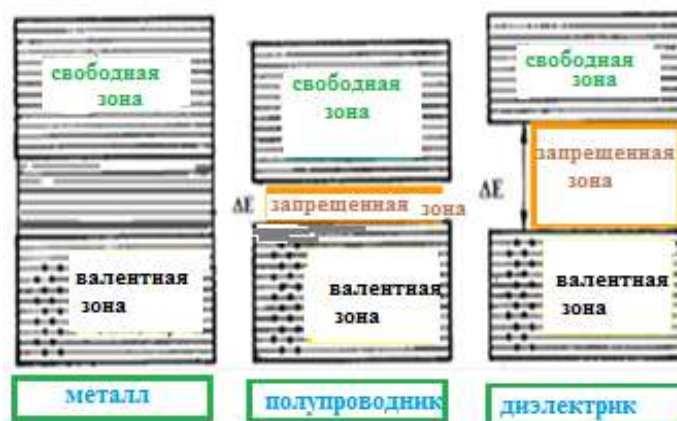 свободная
зона
валентная
зона
металл
свободная
зона
ΔE
запрещенная зона
валентная
зона
полупроводник
свободная
зона
ΔE
запрещенная
зона
валентная
зона
диэлектрик